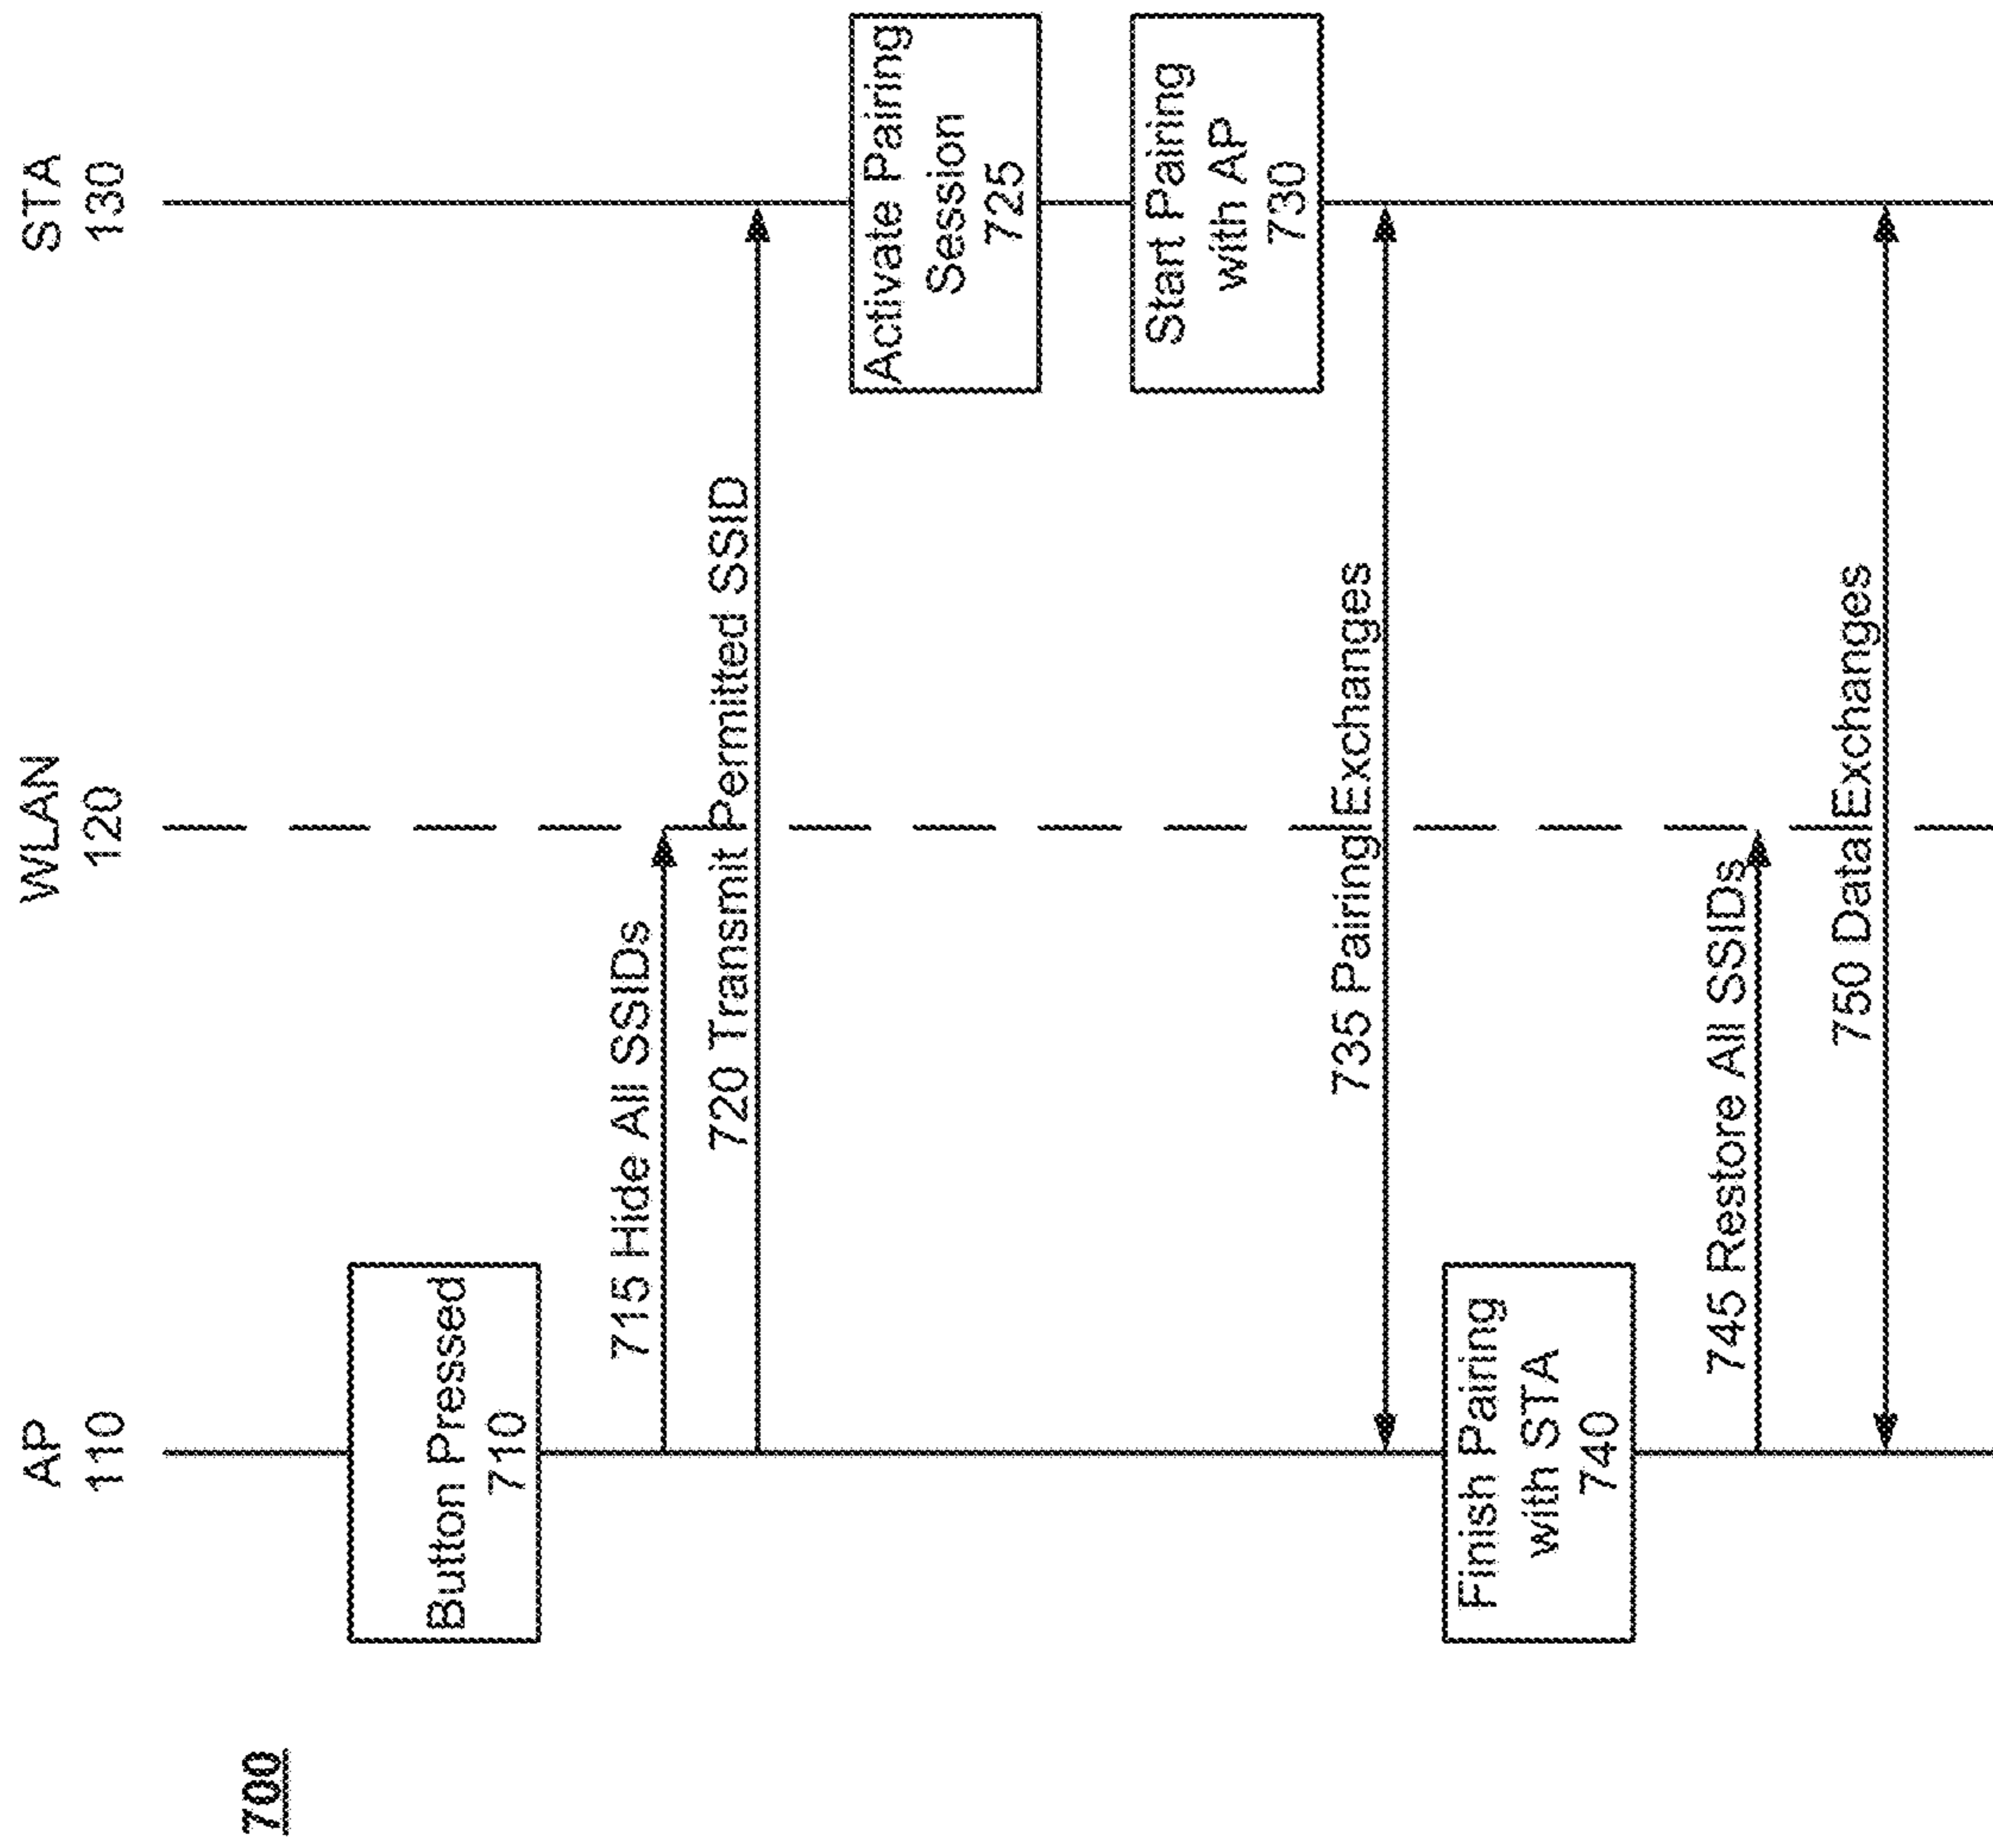 700
AP
110
WLAN
120
STA
130
Button Pressed
710
715 Hide All SSIDs
720 Transmit Permitted SSID
Activate Pairing
Session
725
Start Pairing
with AP
730
735 Pairing Exchanges
Finish Pairing
with STA
740
745 Restore All SSIDs
750 Data Exchanges